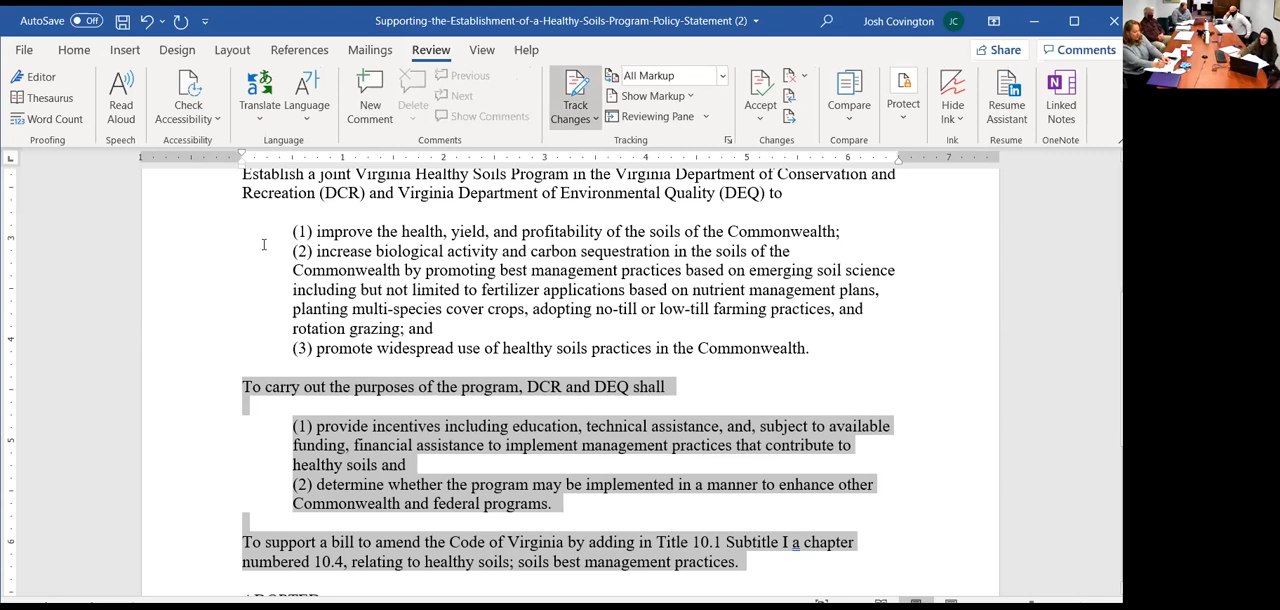 AutoSave Off Supporting-the-Establishment-of-a-Healthy-Soils-Program-Policy-Statement (2) Josh Covington JC
File Home Insert Design Layout References Mailings Review View Help Share Comments
Editor
Thesaurus
Word Count
Proofing
Read Aloud
Speech
Check Accessibility
Accessibility
Translate
Language
Language
New Comment
Delete
Previous
Next
Show Comments
Comments
Track Changes
All Markup
Show Markup
Reviewing Pane
Tracking
Accept
Changes
Compare
Compare
Protect
Hide Ink
Ink
Resume Assistant
Resume
Linked Notes
OneNote
1 1 2 3 4 5 6 7
Establish a joint Virginia Healthy Soils Program in the Virginia Department of Conservation and
Recreation (DCR) and Virginia Department of Environmental Quality (DEQ) to
(1) improve the health, yield, and profitability of the soils of the Commonwealth;
(2) increase biological activity and carbon sequestration in the soils of the
Commonwealth by promoting best management practices based on emerging soil science
including but not limited to fertilizer applications based on nutrient management plans,
planting multi-species cover crops, adopting no-till or low-till farming practices, and
rotation grazing; and
(3) promote widespread use of healthy soils practices in the Commonwealth.
To carry out the purposes of the program, DCR and DEQ shall
(1) provide incentives including education, technical assistance, and, subject to available
funding, financial assistance to implement management practices that contribute to
healthy soils and
(2) determine whether the program may be implemented in a manner to enhance other
Commonwealth and federal programs.
To support a bill to amend the Code of Virginia by adding in Title 10.1 Subtitle I a chapter
numbered 10.4, relating to healthy soils; soils best management practices.
ADOPTED
3
4
5
6